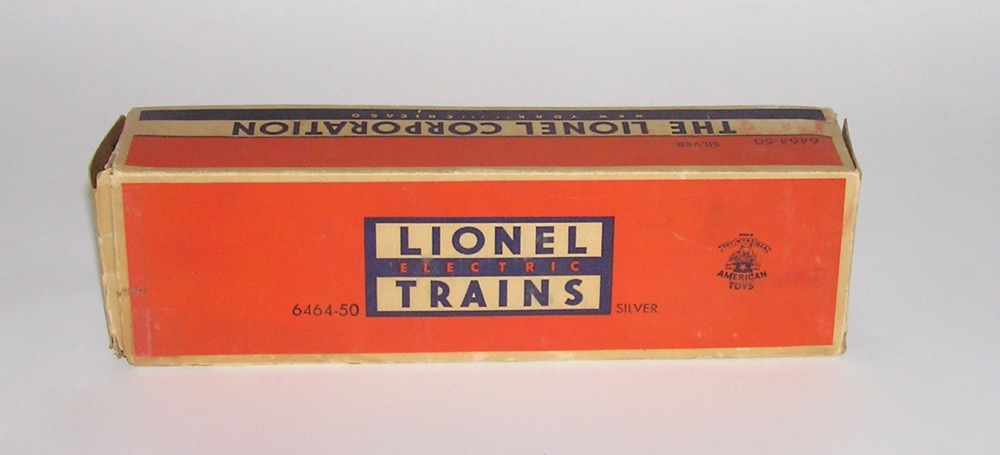 NEW YORK CHICAGO
THE LIONEL CORPORATION
6464-50 SILVER
LIONEL
ELECTRIC
TRAINS
6464-50
SILVER
AMERICAN
TOYS